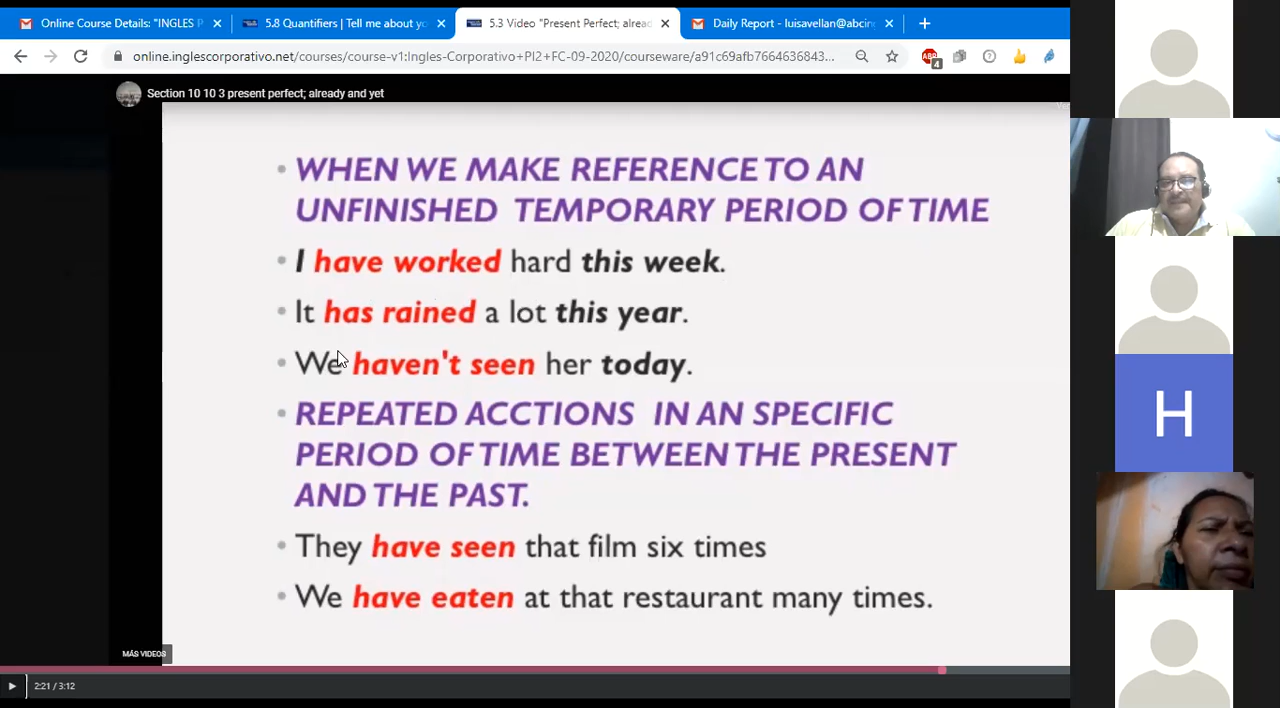 Online Course Details: "INGLES P
5.8 Quantifiers | Tell me about yo
5.3 Video "Present Perfect; alread
Daily Report - luisavellan@abcin
online.inglescorporativo.net/courses/course-v1:Ingles-Corporativo+PI2+FC-09-2020/courseware/a91c69afb7664636843...
ABP
4
Section 10 10 3 present perfect; already and yet
• WHEN WE MAKE REFERENCE TO AN
UNFINISHED TEMPORARY PERIOD OF TIME
• I have worked hard this week.
• It has rained a lot this year.
• We haven't seen her today.
• REPEATED ACCTIONS IN AN SPECIFIC
PERIOD OF TIME BETWEEN THE PRESENT
AND THE PAST.
• They have seen that film six times
• We have eaten at that restaurant many times.
MÁS VIDEOS
2:21 / 3:12
H